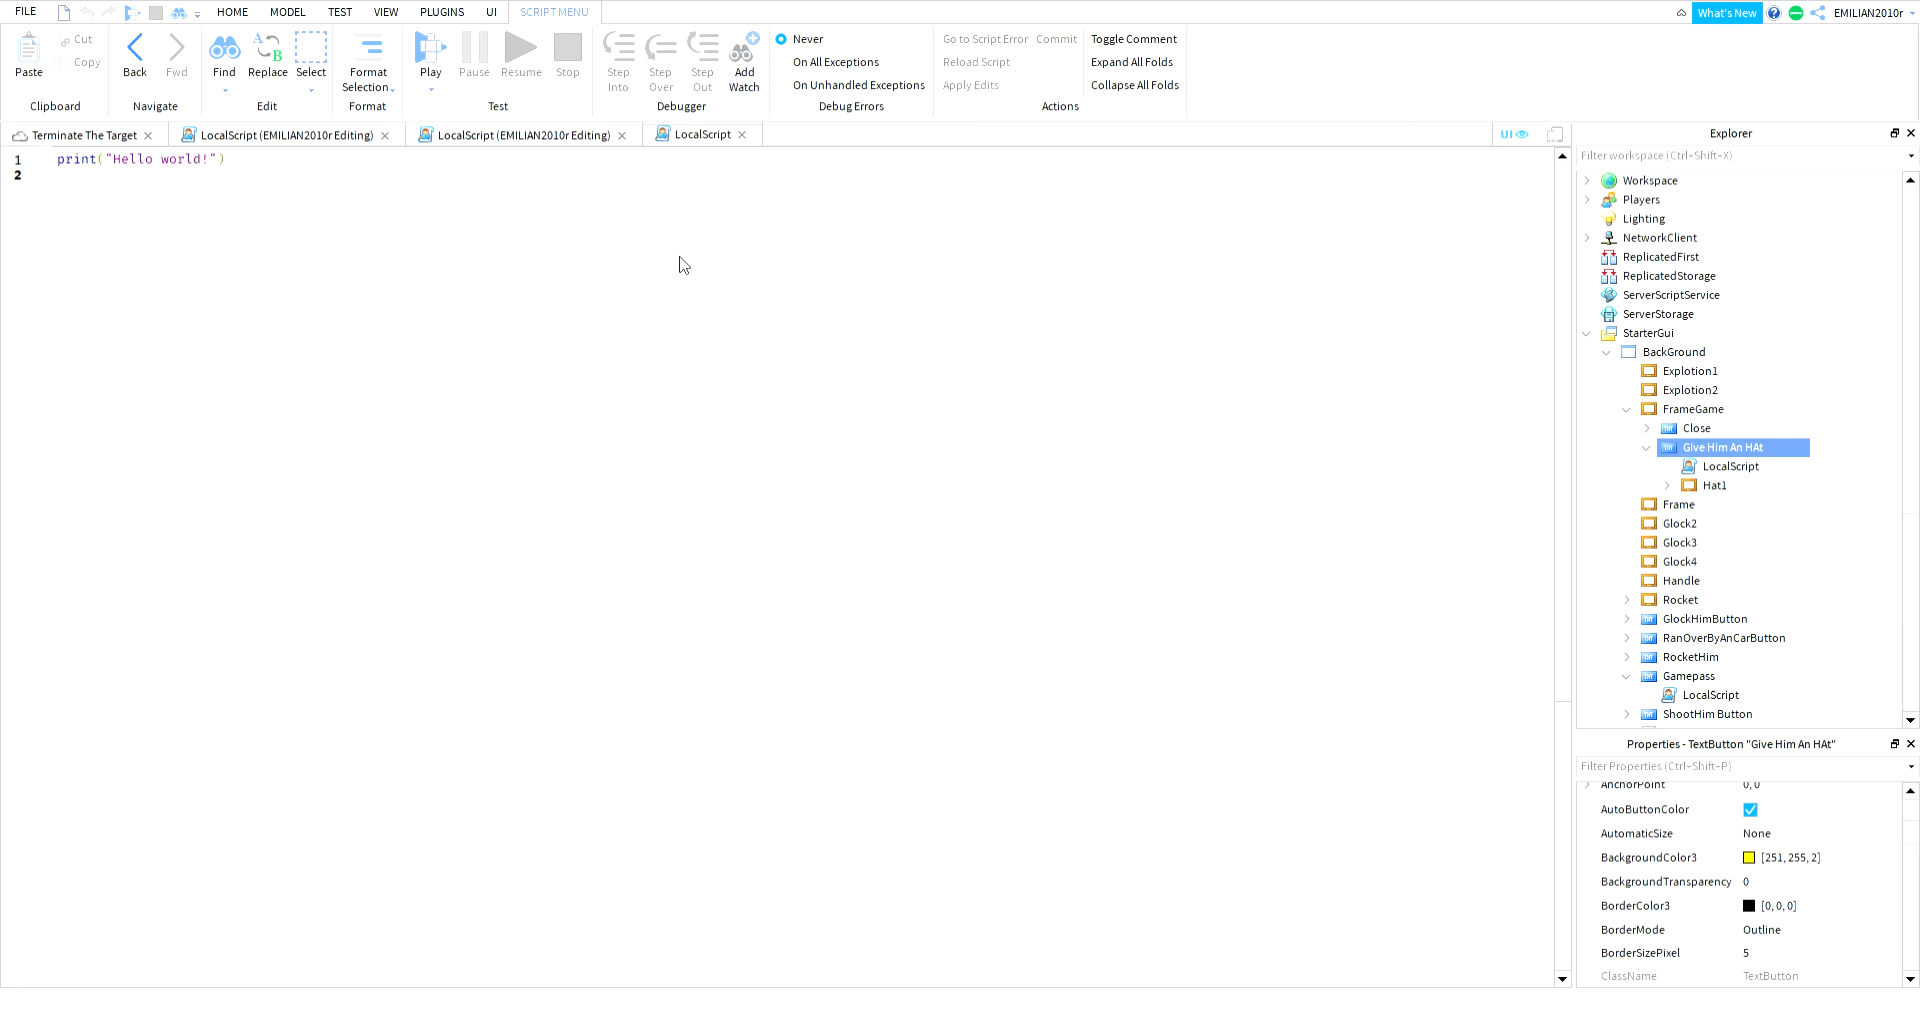 FILE HOME MODEL TEST VIEW PLUGINS UI SCRIPT MENU What's New EMILIAN2010r
Paste Cut Copy Back Fwd Find Replace Select Format Selection Play Pause Resume Stop Step Into Step Over Step Out Add Watch
Never
On All Exceptions
On Unhandled Exceptions
Go to Script Error Commit
Reload Script
Apply Edits
Toggle Comment
Expand All Folds
Collapse All Folds
Clipboard Navigate Edit Format Test Debugger Debug Errors Actions
Terminate The Target LocalScript (EMILIAN2010r Editing) LocalScript (EMILIAN2010r Editing) LocalScript UI
1 print("Hello world!")
2
Explorer
Filter workspace (Ctrl+Shift+X)
Workspace
Players
Lighting
NetworkClient
ReplicatedFirst
ReplicatedStorage
ServerScriptService
ServerStorage
StarterGui
BackGround
Explotion1
Explotion2
FrameGame
Close
Give Him An HAt
LocalScript
Hat1
Frame
Glock2
Glock3
Glock4
Handle
Rocket
GlockHimButton
RanOverByAnCarButton
RocketHim
Gamepass
LocalScript
ShootHim Button
Properties - TextButton "Give Him An HAt"
Filter Properties (Ctrl+Shift+P)
AnchorPoint 0, 0
AutoButtonColor
AutomaticSize None
BackgroundColor3 [251, 255, 2]
BackgroundTransparency 0
BorderColor3 [0, 0, 0]
BorderMode Outline
BorderSizePixel 5
ClassName TextButton